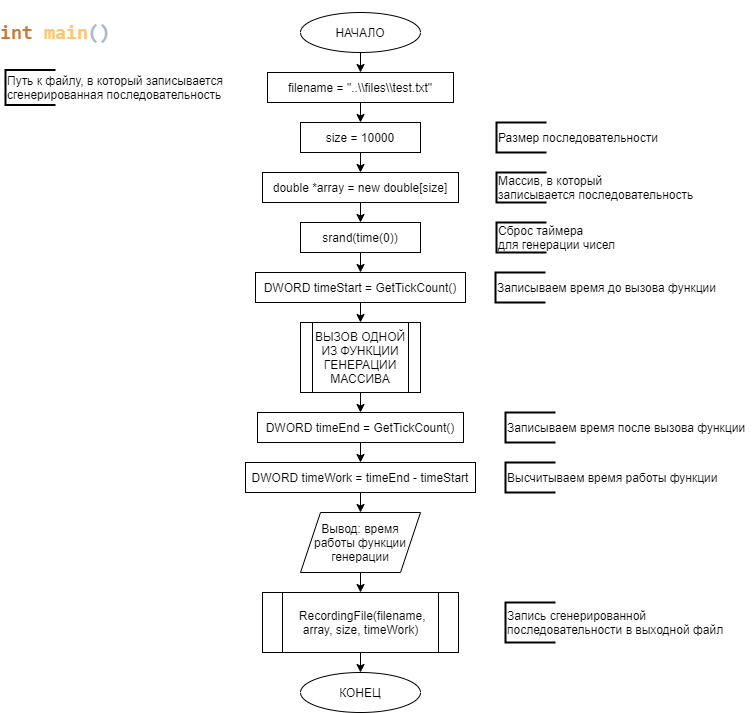 int main()
НАЧАЛО
Путь к файлу, в который записывается
сгенерированная последовательность
filename = "..\\files\\test.txt"
size = 10000
Размер последовательности
double *array = new double[size]
Массив, в который
записывается последовательность
srand(time(0))
Сброс таймера
для генерации чисел
DWORD timeStart = GetTickCount()
Записываем время до вызова функции
ВЫЗОВ ОДНОЙ
ИЗ ФУНКЦИИ
ГЕНЕРАЦИИ
МАССИВА
DWORD timeEnd = GetTickCount()
Записываем время после вызова функции
DWORD timeWork = timeEnd - timeStart
Высчитываем время работы функции
Вывод: время
работы функции
генерации
RecordingFile(filename,
array, size, timeWork)
Запись сгенерированной
последовательности в выходной файл
КОНЕЦ